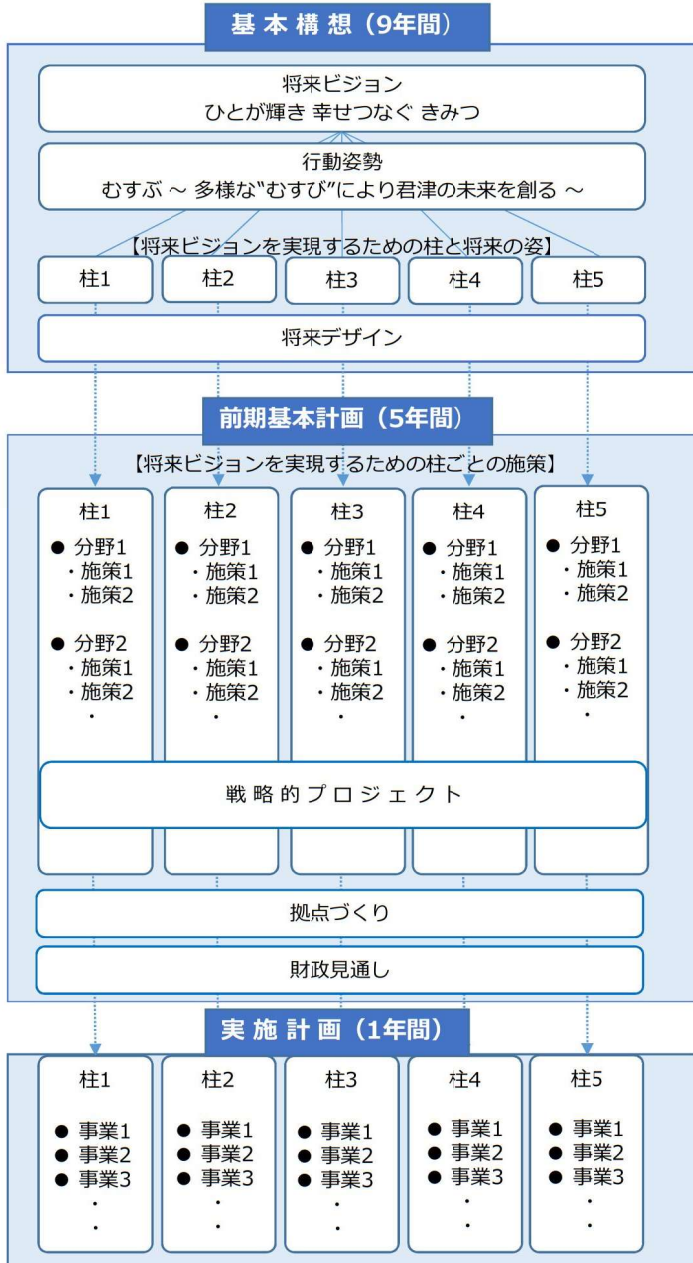 基 本 構 想（9年間）
将来ビジョン
ひとが輝き 幸せつなぐ きみつ
行動姿勢
むすぶ ～ 多様な“むすび”により君津の未来を創る ～
【将来ビジョンを実現するための柱と将来の姿】
柱1
柱2
柱3
柱4
柱5
将来デザイン
前期基本計画（5年間）
【将来ビジョンを実現するための柱ごとの施策】
柱1
● 分野1
・施策1
・施策2
● 分野2
・施策1
・施策2
・
柱2
● 分野1
・施策1
・施策2
● 分野2
・施策1
・施策2
・
柱3
● 分野1
・施策1
・施策2
● 分野2
・施策1
・施策2
・
柱4
● 分野1
・施策1
・施策2
● 分野2
・施策1
・施策2
・
柱5
● 分野1
・施策1
・施策2
● 分野2
・施策1
・施策2
・
戦 略 的 プ ロ ジ ェ ク ト
拠点づくり
財政見通し
実 施 計 画（1年間）
柱1
● 事業1
● 事業2
● 事業3
・
・
柱2
● 事業1
● 事業2
● 事業3
・
・
柱3
● 事業1
● 事業2
● 事業3
・
・
柱4
● 事業1
● 事業2
● 事業3
・
・
柱5
● 事業1
● 事業2
● 事業3
・
・